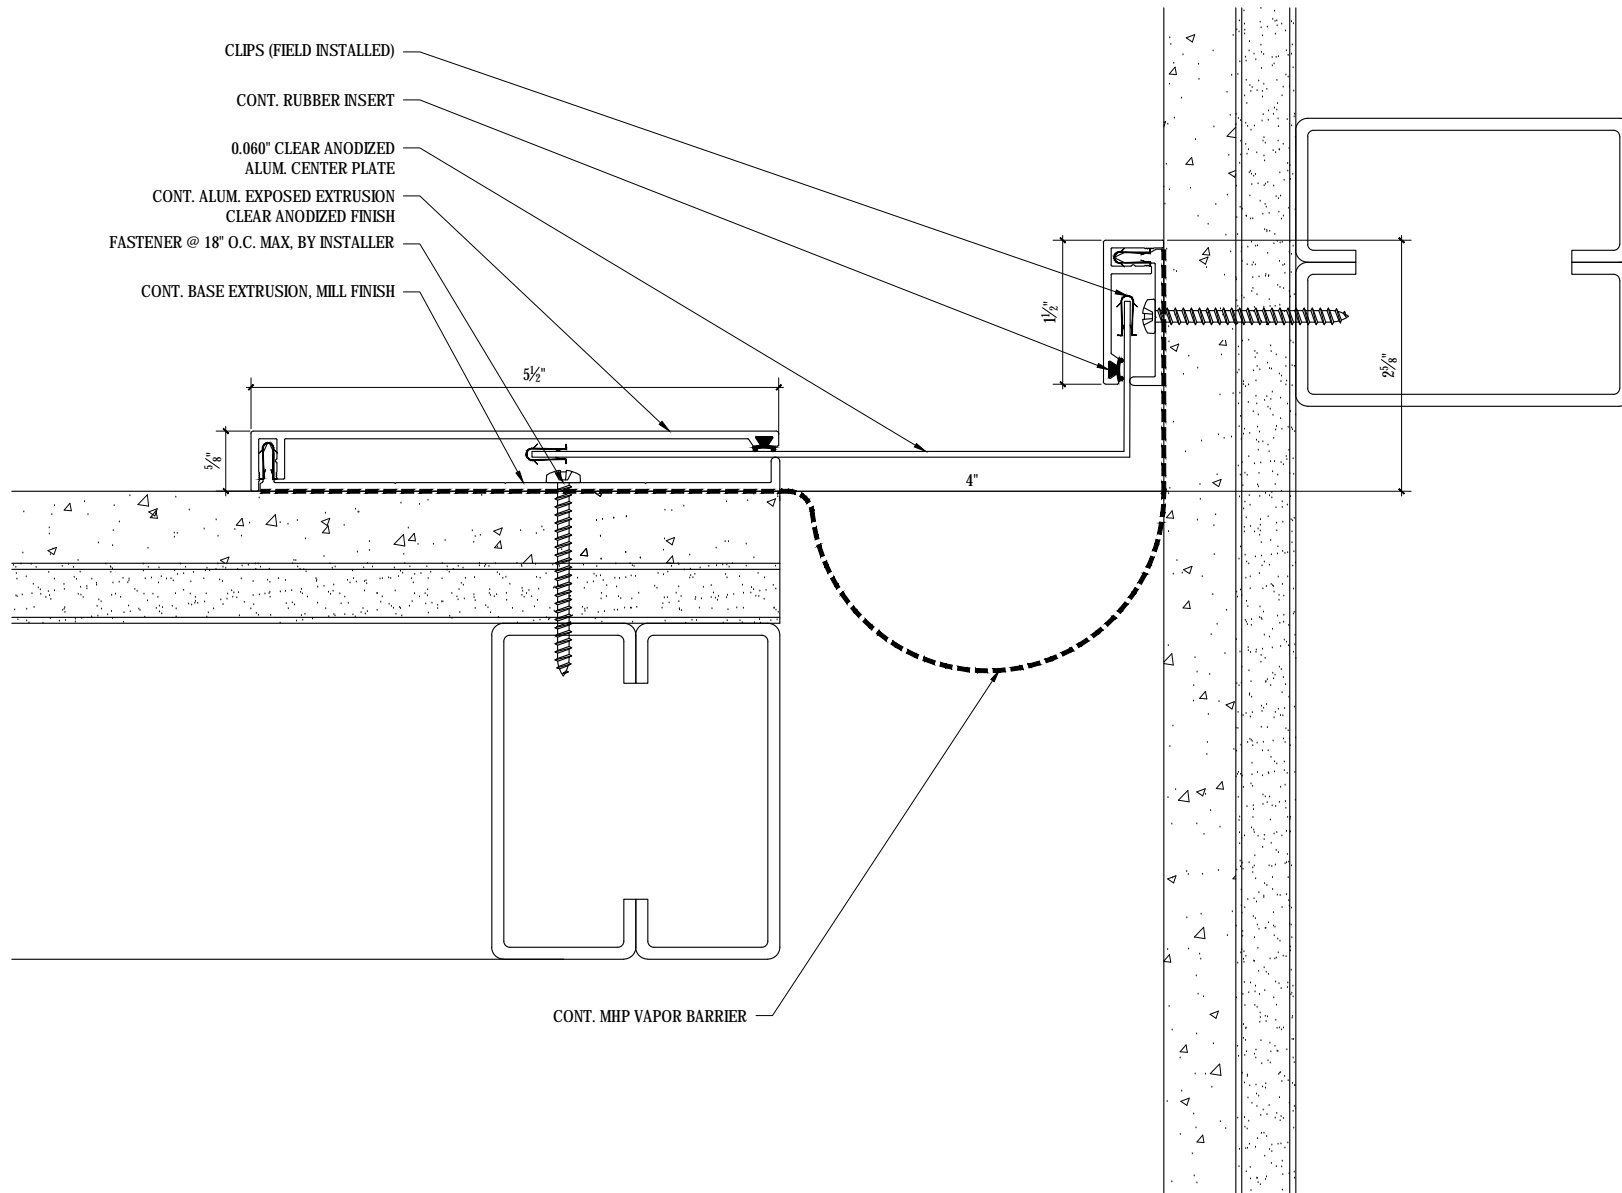 CLIPS (FIELD INSTALLED)
CONT. RUBBER INSERT
0.060" CLEAR ANODIZED
ALUM. CENTER PLATE
CONT. ALUM. EXPOSED EXTRUSION
CLEAR ANODIZED FINISH
FASTENER @ 18" O.C. MAX, BY INSTALLER
CONT. BASE EXTRUSION, MILL FINISH
1½"
2⅝"
5½"
⅝"
4"
CONT. MHP VAPOR BARRIER